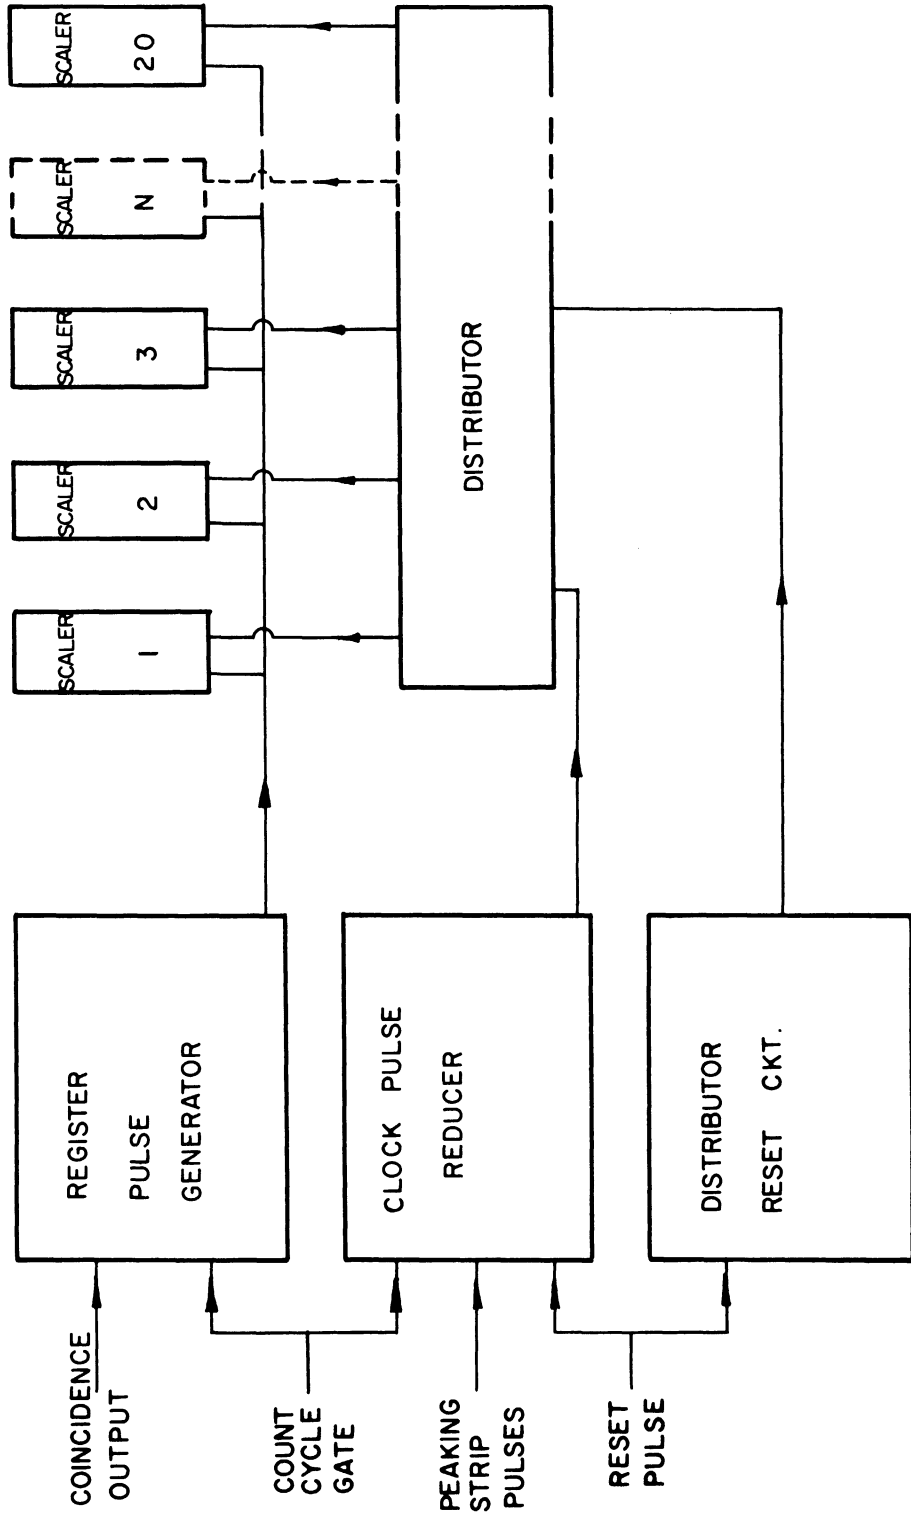 COINCIDENCE
OUTPUT
COUNT
CYCLE
GATE
PEAKING
STRIP
PULSES
RESET
PULSE
REGISTER
PULSE
GENERATOR
CLOCK PULSE
REDUCER
DISTRIBUTOR
RESET CKT.
DISTRIBUTOR
SCALER
1
SCALER
2
SCALER
3
SCALER
N
SCALER
20